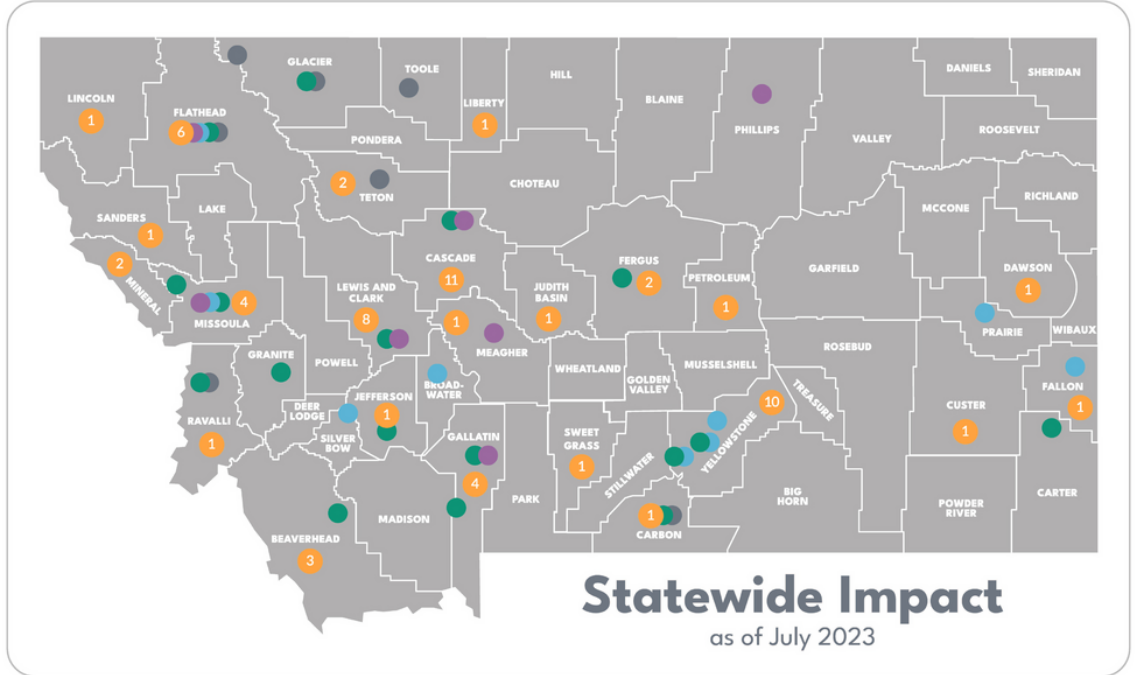 GLACIER
TOOLE
HILL
DANIELS
SHERIDAN
LINCOLN
1
FLATHEAD
6
LIBERTY
1
BLAINE
PHILLIPS
VALLEY
ROOSEVELT
PONDERA
2
TETON
CHOTEAU
RICHLAND
MCCONE
LAKE
SANDERS
1
2
MINERAL
CASCADE
11
FERGUS
2
PETROLEUM
1
GARFIELD
DAWSON
1
4
MISSOULA
LEWIS AND
CLARK
8
1
MEAGHER
JUDITH
BASIN
1
PRAIRIE
WIBAUX
GRANITE
POWELL
WHEATLAND
GOLDEN
VALLEY
MUSSELSHELL
ROSEBUD
BROAD-
WATER
JEFFERSON
1
DEER
LODGE
SILVER
BOW
TREASURE
10
YELLOWSTONE
FALLON
1
CUSTER
1
RAVALLI
1
GALLATIN
4
SWEET
GRASS
1
STILLWATER
PARK
BIG
HORN
POWDER
RIVER
CARTER
MADISON
BEAVERHEAD
3
1
CARBON
Statewide Impact
as of July 2023